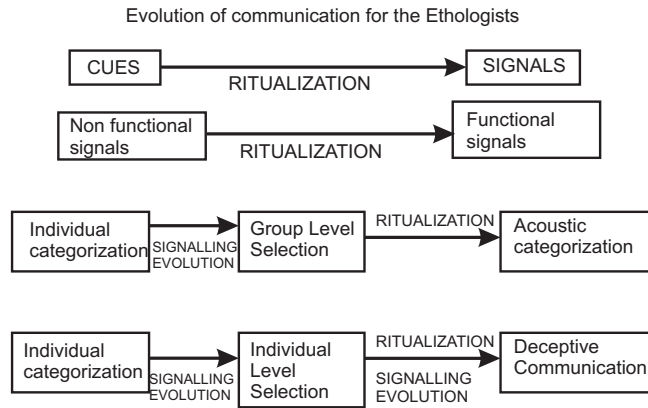 Evolution of communication for the Ethologists
CUES
RITUALIZATION
SIGNALS
Non functional
signals
RITUALIZATION
Functional
signals
Individual
categorization
SIGNALLING
EVOLUTION
Group Level
Selection
RITUALIZATION
Acoustic
categorization
Individual
categorization
SIGNALLING
EVOLUTION
Individual
Level
Selection
RITUALIZATION
SIGNALLING
EVOLUTION
Deceptive
Communication